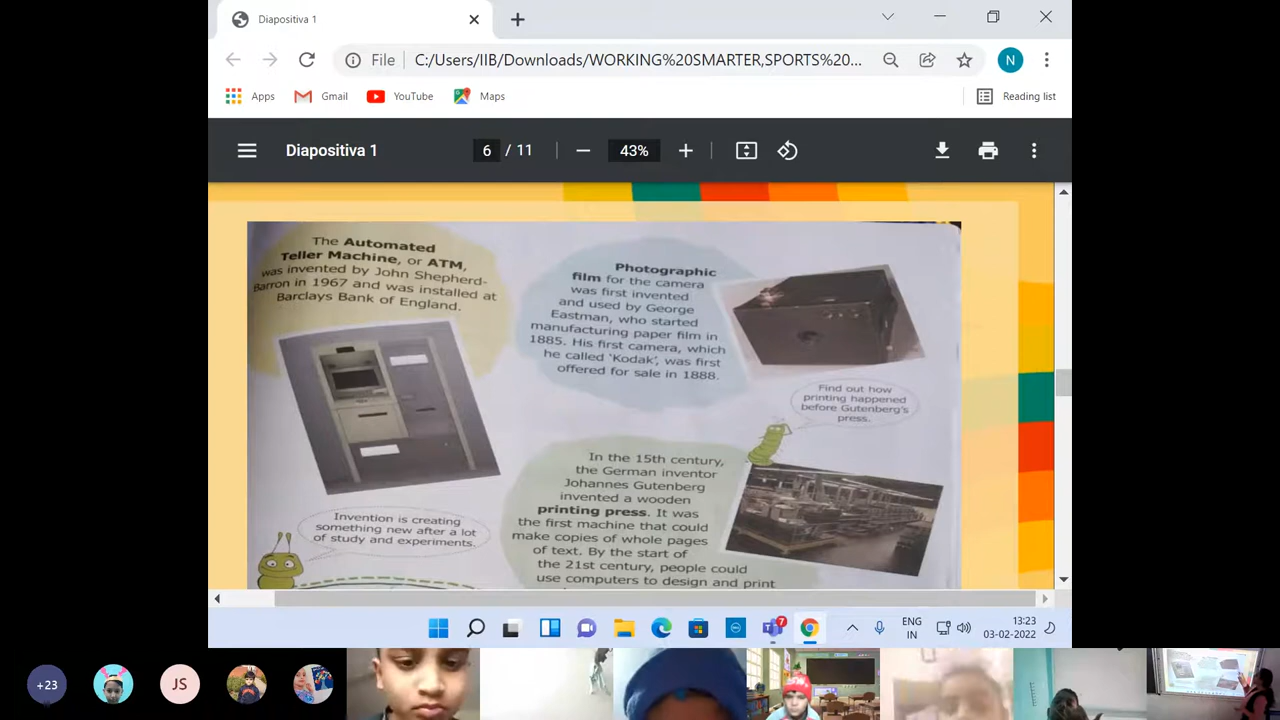 Diapositiva 1
File
C:/Users/IIB/Downloads/WORKING%20SMARTER,SPORTS%20...
N
Apps
Gmail
YouTube
Maps
Reading list
Diapositiva 1
6 / 11
43%
The Automated
Teller Machine, or ATM,
was invented by John Shepherd-
Barron in 1967 and was installed at
Barclays Bank of England.
Photographic
film for the camera
was first invented
and used by George
Eastman, who started
manufacturing paper film in
1885. His first camera, which
he called ‘Kodak’, was first
offered for sale in 1888.
Find out how
printing happened
before Gutenberg's
press.
In the 15th century,
the German inventor
Johannes Gutenberg
invented a wooden
printing press. It was
the first machine that could
make copies of whole pages
of text. By the start of
the 21st century, people could
use computers to design and print
Invention is creating
something new after a lot
of study and experiments.
7
ENG
IN
13:23
03-02-2022
+23
JS